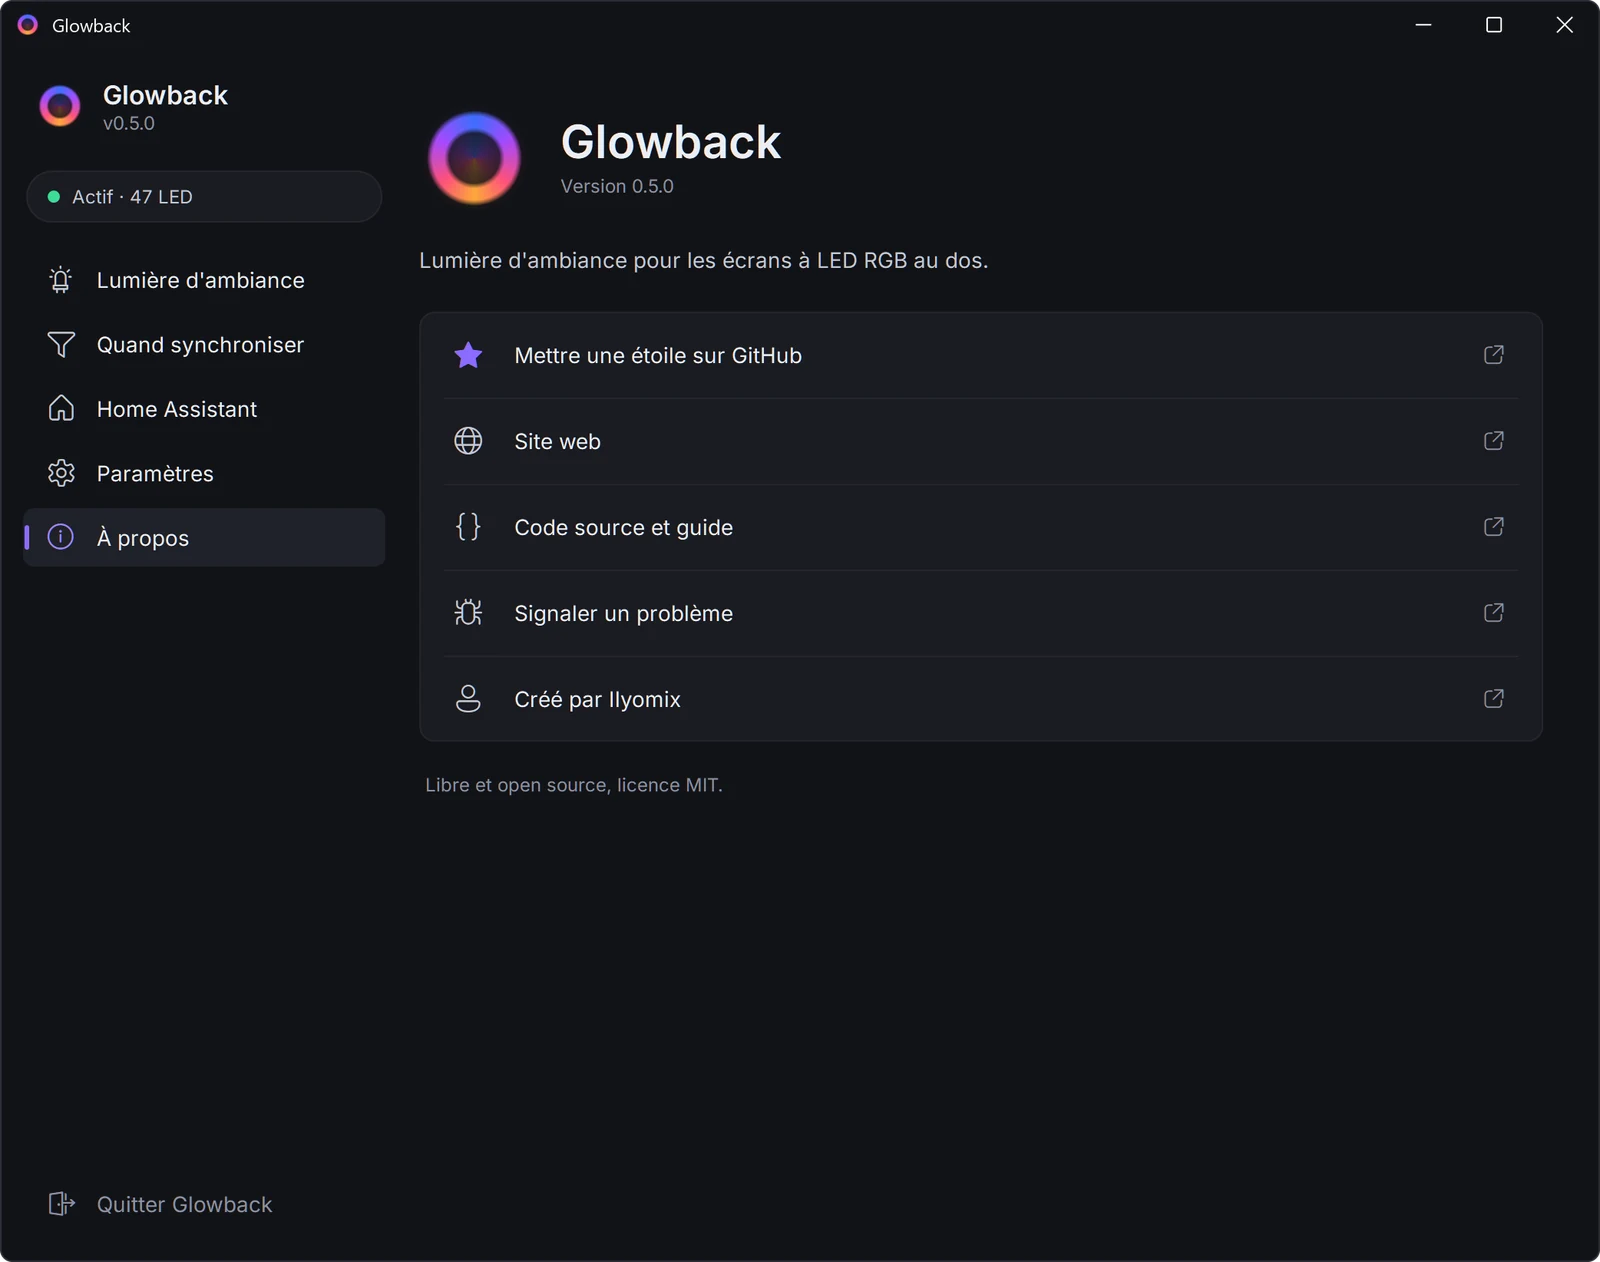 Glowback
Glowback
v0.5.0
Actif · 47 LED
Lumière d'ambiance
Quand synchroniser
Home Assistant
Paramètres
À propos
Quitter Glowback
Glowback
Version 0.5.0
Lumière d'ambiance pour les écrans à LED RGB au dos.
Mettre une étoile sur GitHub
Site web
Code source et guide
Signaler un problème
Créé par Ilyomix
Libre et open source, licence MIT.